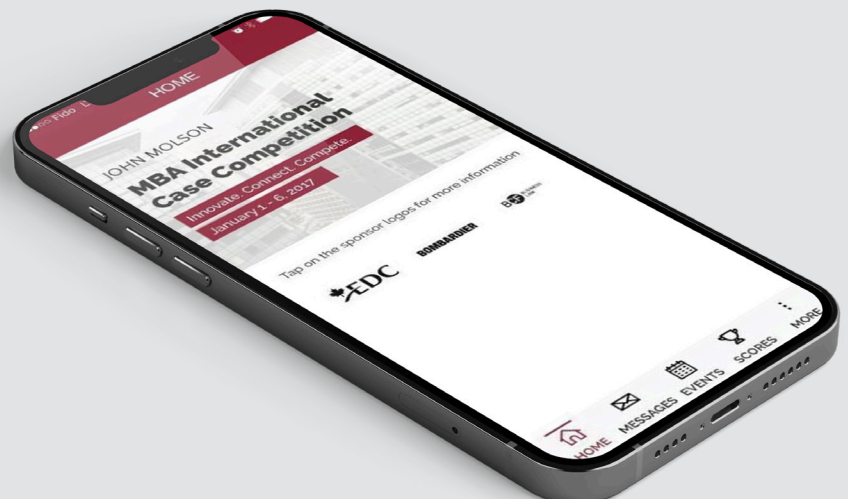 Fido
HOME
JOHN MOLSON
MBA International
Case Competition
Innovate. Connect. Compete.
January 1 - 6, 2017
Tap on the sponsor logos for more information
EDC
BOMBARDIER
HOME
MESSAGES
EVENTS
SCORES
MORE